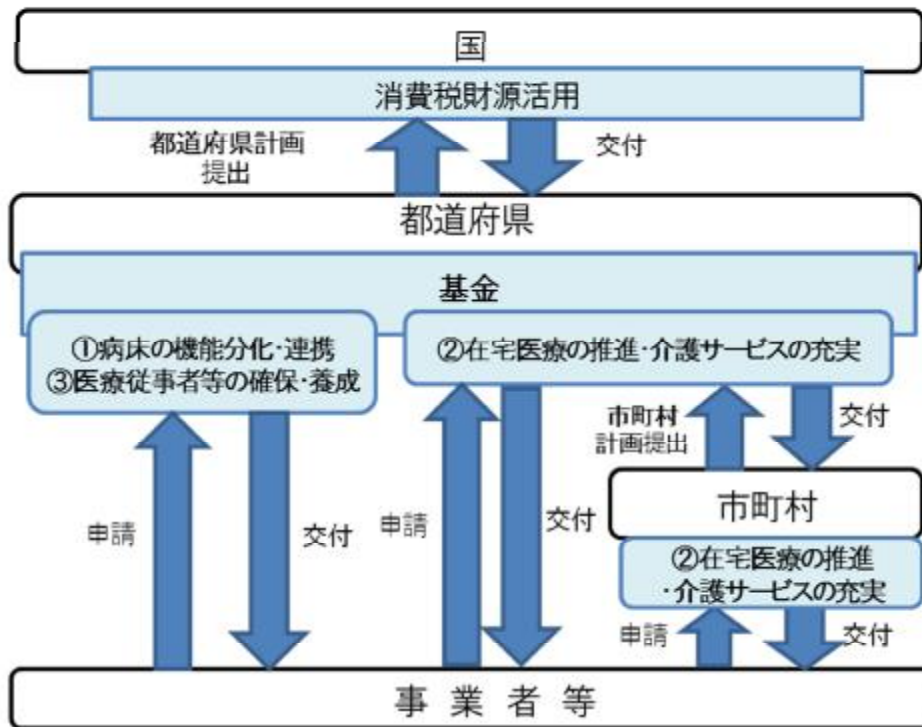 国
消費税財源活用
都道府県計画
提出
交付
都道府県
基金
①病床の機能分化・連携
③医療従事者等の確保・養成
②在宅医療の推進・介護サービスの充実
市町村
計画提出
交付
市町村
②在宅医療の推進
・介護サービスの充実
申請
交付
申請
交付
申請
交付
事業者等